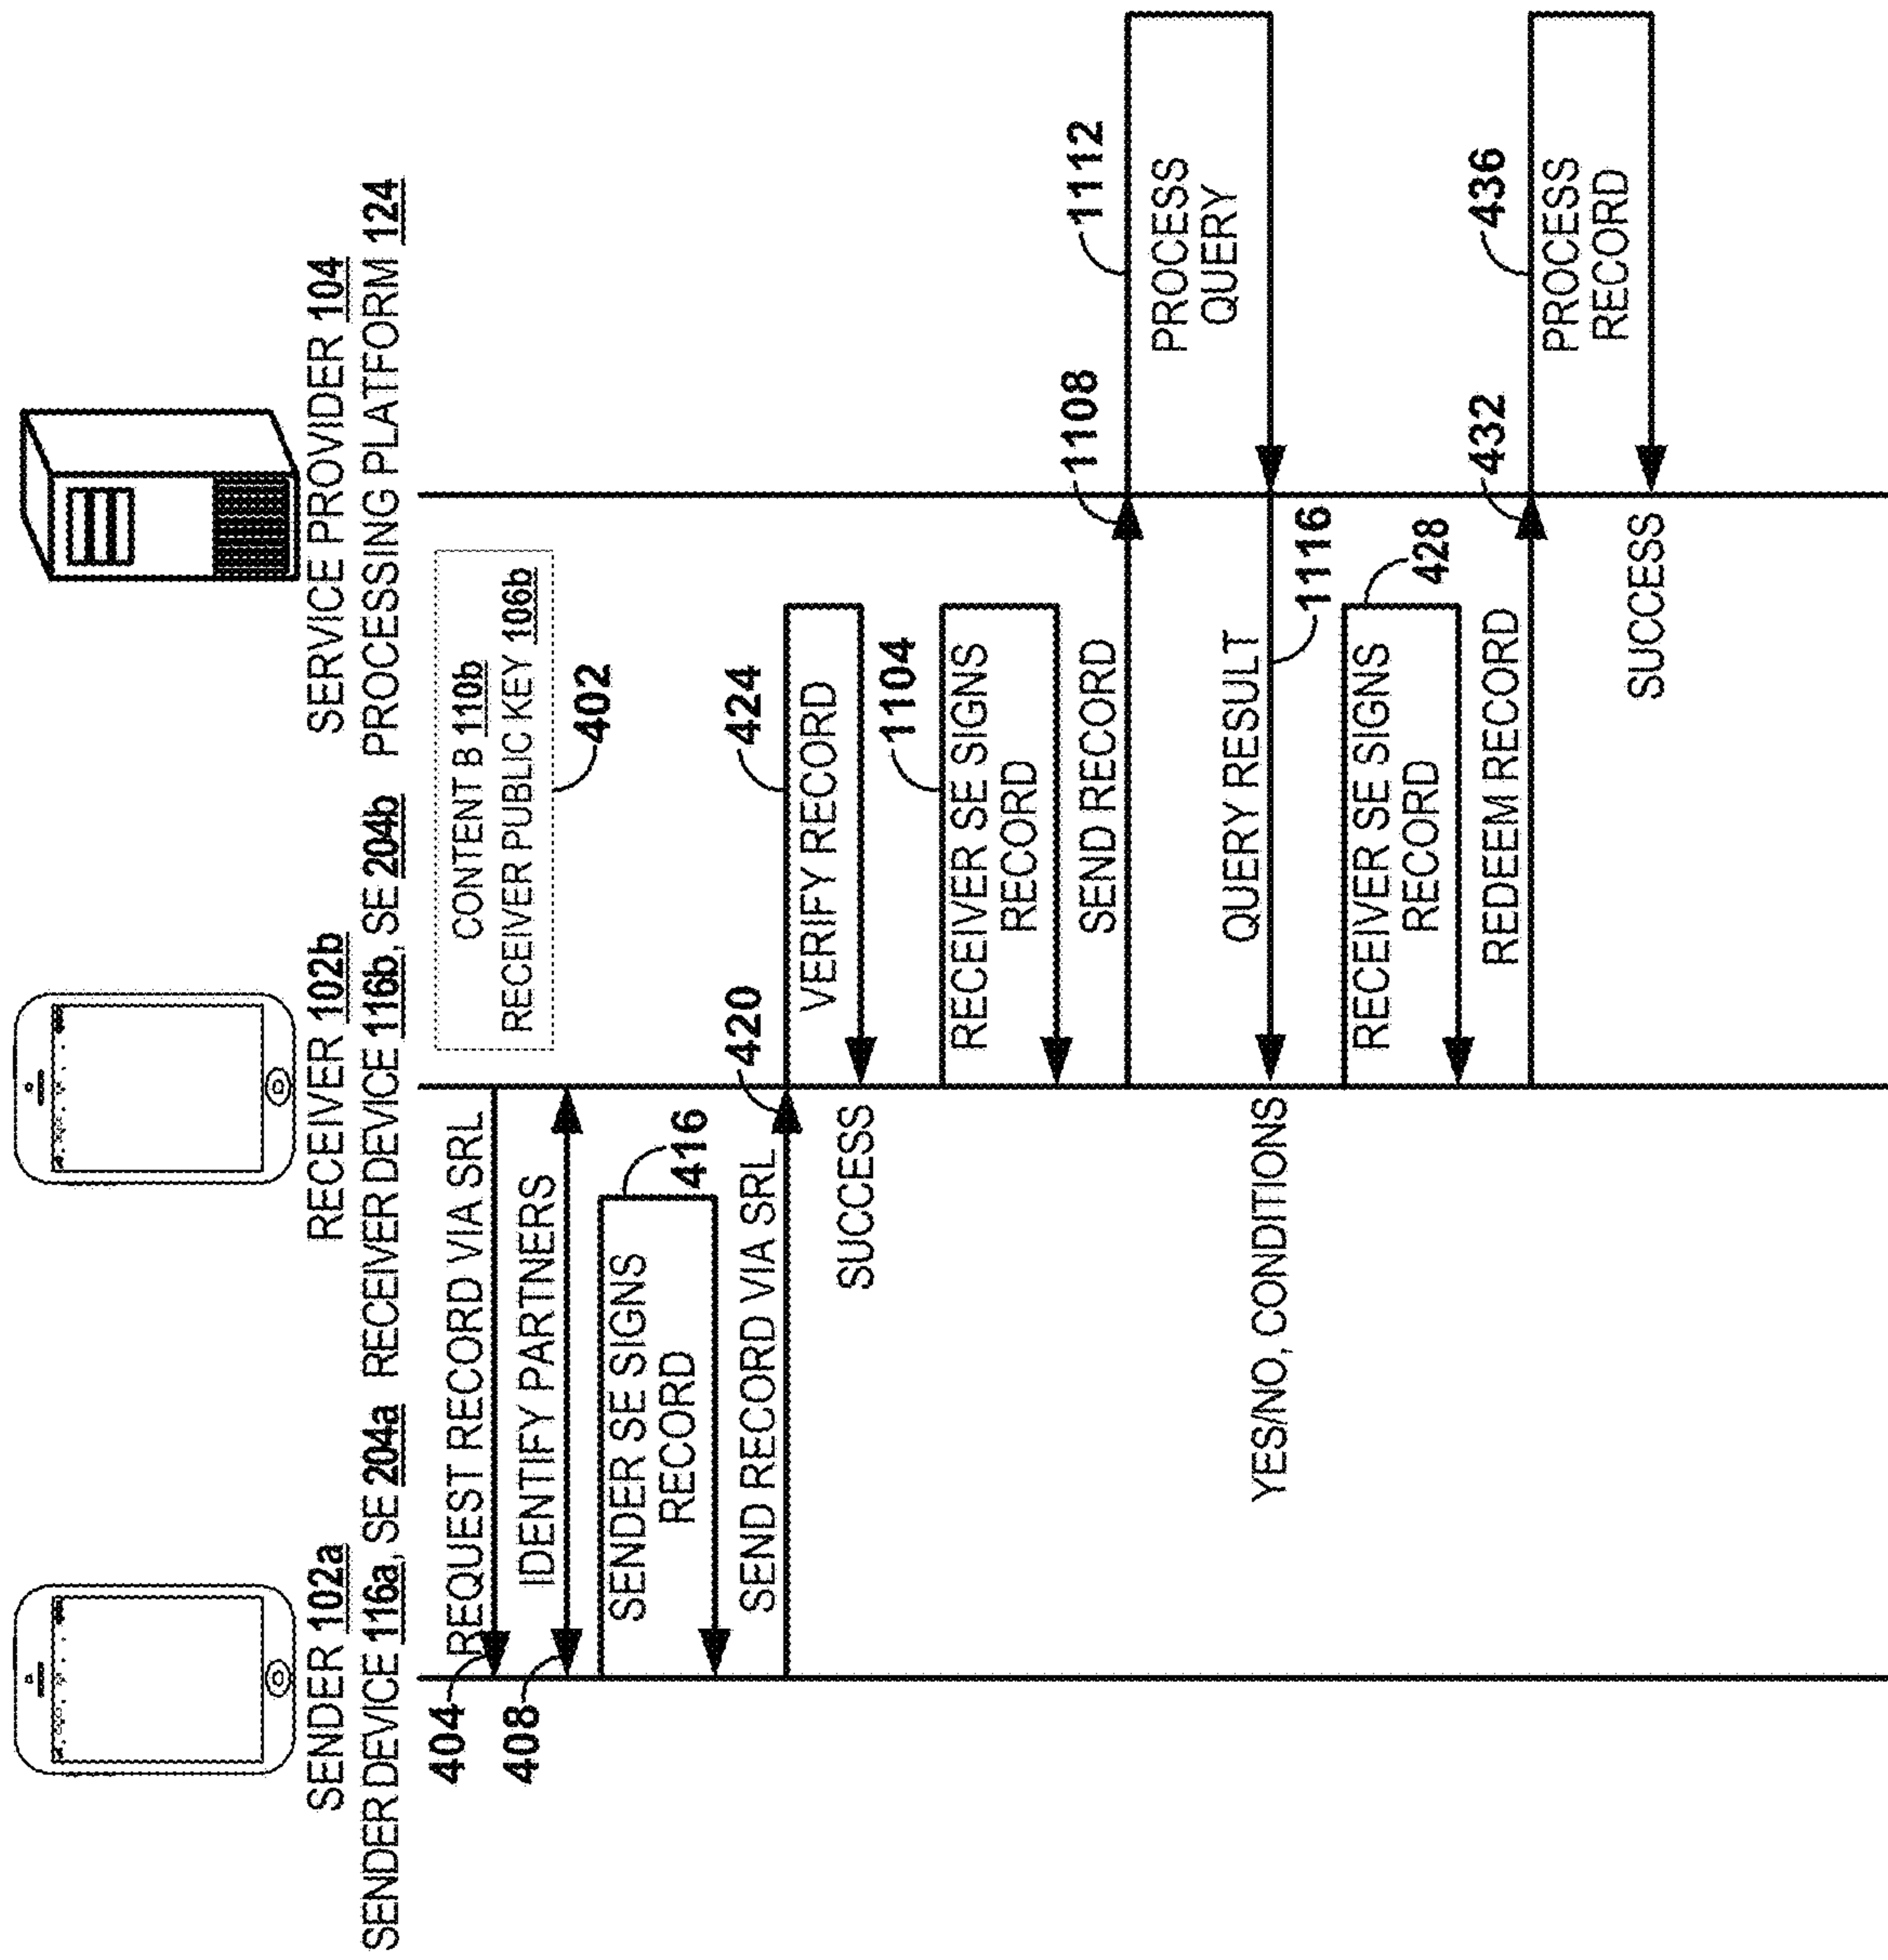 SENDER 102a
SENDER DEVICE 116a, SE 204a
RECEIVER 102b
RECEIVER DEVICE 116b, SE 204b
SERVICE PROVIDER 104
PROCESSING PLATFORM 124
CONTENT B 110b
RECEIVER PUBLIC KEY 106b
402
404
REQUEST RECORD VIA SRL
408
IDENTIFY PARTNERS
416
SENDER SE SIGNS
RECORD
SEND RECORD VIA SRL
420
424
VERIFY RECORD
SUCCESS
1104
RECEIVER SE SIGNS
RECORD
SEND RECORD
1108
1112
PROCESS
QUERY
QUERY RESULT
1116
YES/NO, CONDITIONS
RECEIVER SE SIGNS
RECORD
428
REDEEM RECORD
432
436
PROCESS
RECORD
SUCCESS